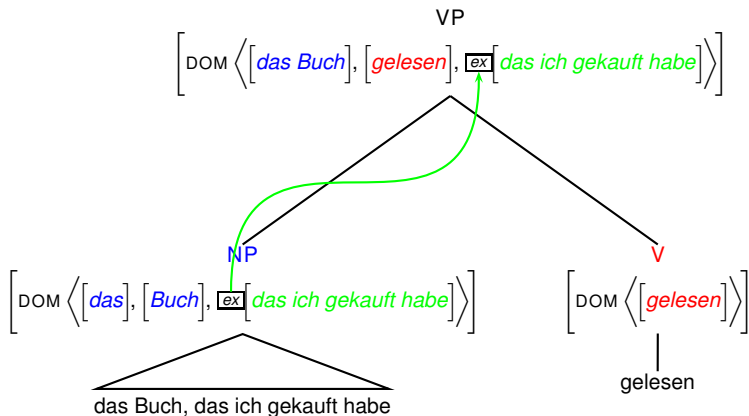 VP
[DOM ⟨[das Buch], [gelesen], ex[das ich gekauft habe]⟩]
NP V
[DOM ⟨[das], [Buch], ex[das ich gekauft habe]⟩] [DOM ⟨[gelesen]⟩]
gelesen
das Buch, das ich gekauft habe